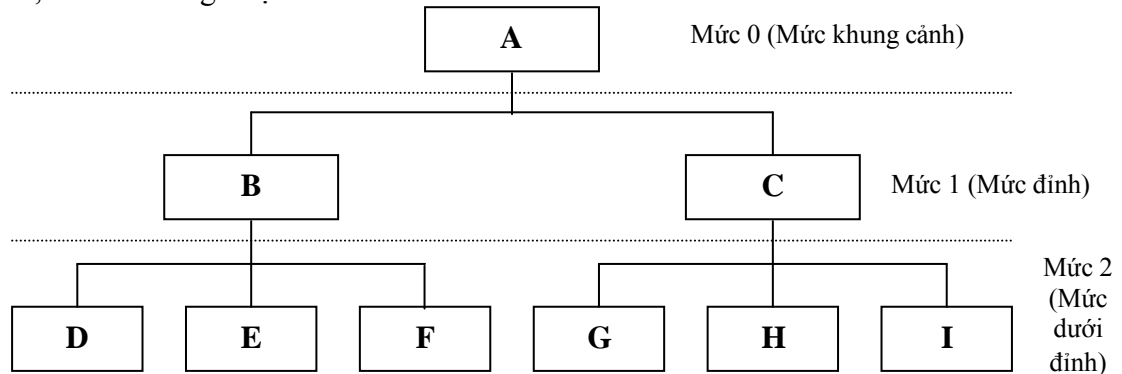 A
Mức 0 (Mức khung cảnh)
B
C
Mức 1 (Mức đỉnh)
D
E
F
G
H
I
Mức 2
(Mức
dưới
đỉnh)